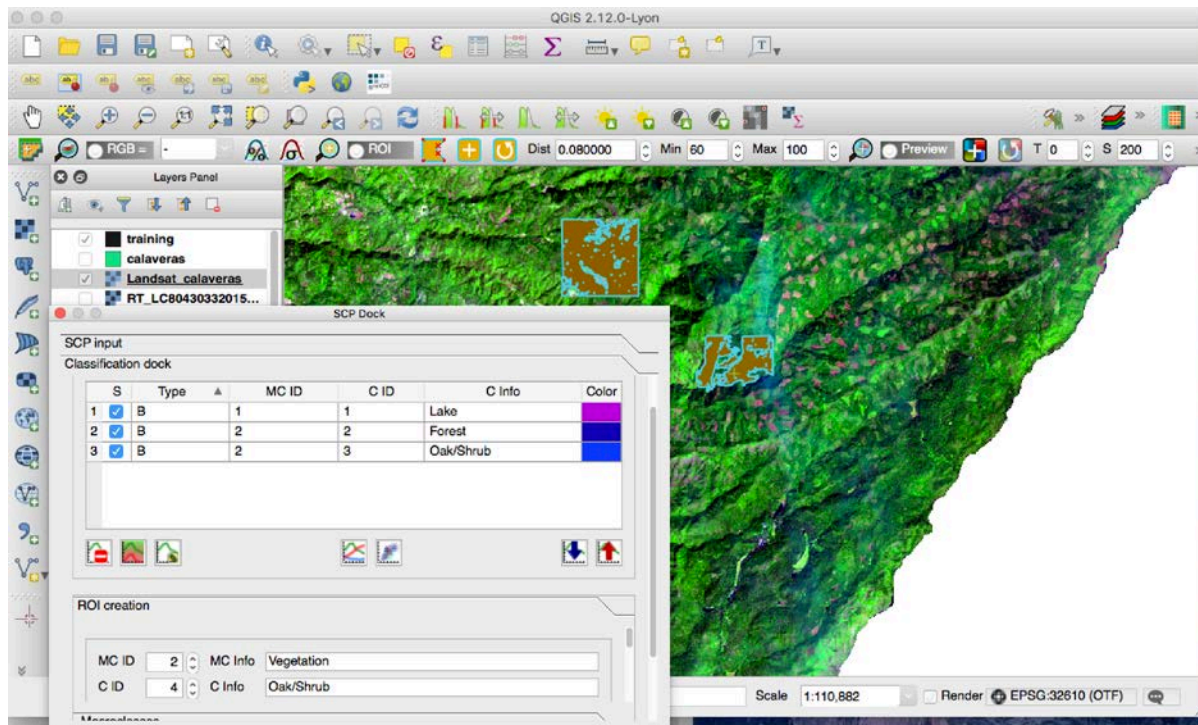 QGIS 2.12.0-Lyon
RGB = - ROI Dist 0.080000 Min 60 Max 100 Preview T 0 S 200
Layers Panel
training
calaveras
Landsat_calaveras
RT_LC80430332015...
SCP Dock
SCP input
Classification dock
S Type MC ID C ID C Info Color
1 B 1 1 Lake
2 B 2 2 Forest
3 B 2 3 Oak/Shrub
ROI creation
MC ID 2 MC Info Vegetation
C ID 4 C Info Oak/Shrub
Scale 1:110,882 Render EPSG:32610 (OTF)